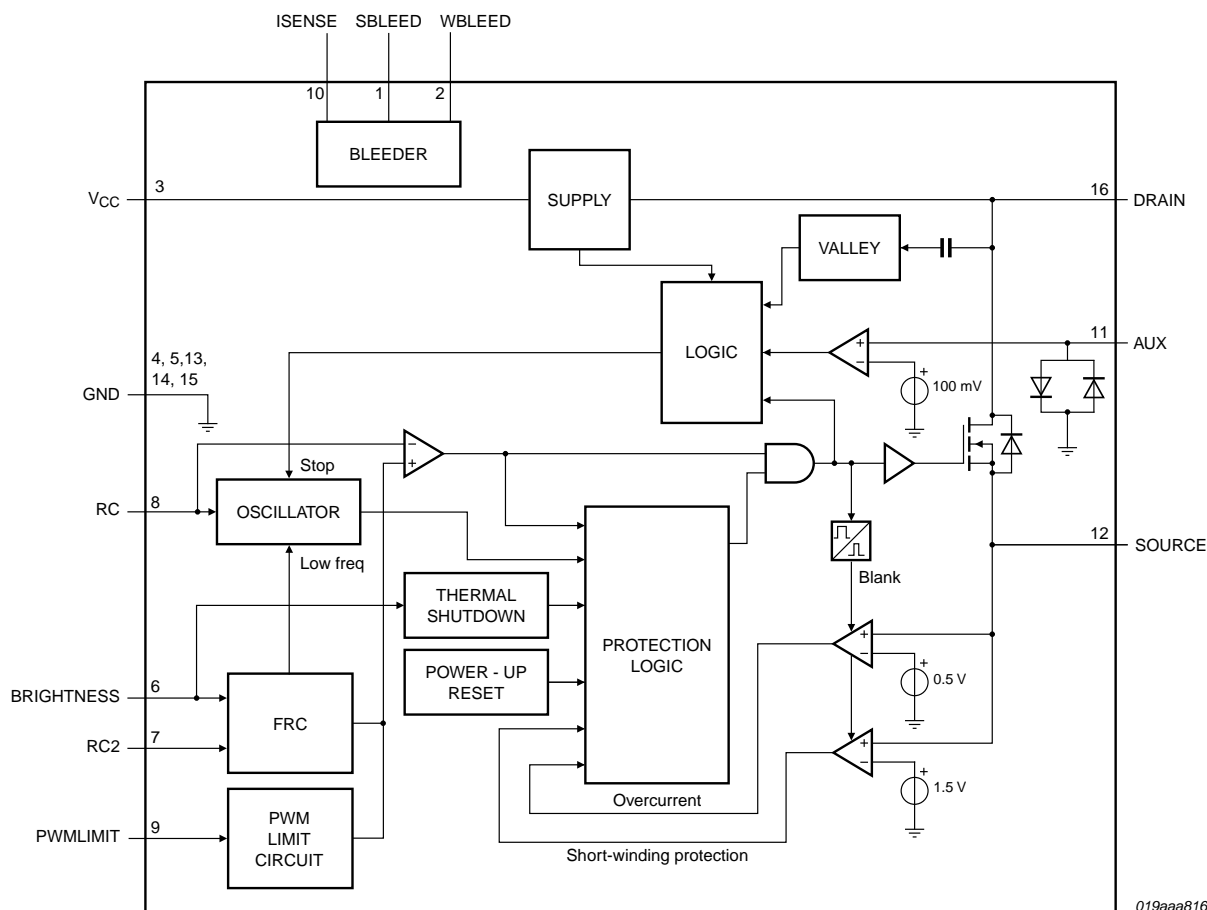 ISENSE SBLEED WBLEED
10 1 2
BLEEDER
VCC 3
SUPPLY
16 DRAIN
VALLEY
4, 5,13,
14, 15
GND
LOGIC
+
−
+
100 mV
11 AUX
−
+
Stop
RC 8
OSCILLATOR
Low freq
12 SOURCE
Blank
THERMAL
SHUTDOWN
PROTECTION
LOGIC
+
−
+
0.5 V
POWER - UP
RESET
BRIGHTNESS 6
FRC
RC2 7
+
−
+
1.5 V
Overcurrent
PWMLIMIT 9
PWM
LIMIT
CIRCUIT
Short-winding protection
019aaa816